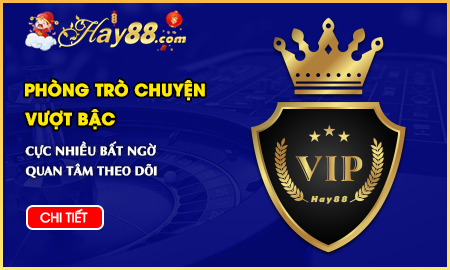 Hay88.com
PHÒNG TRÒ CHUYỆN
VƯỢT BẬC
CỰC NHIỀU BẤT NGỜ
QUAN TÂM THEO DÕI
CHI TIẾT
VIP
Hay88